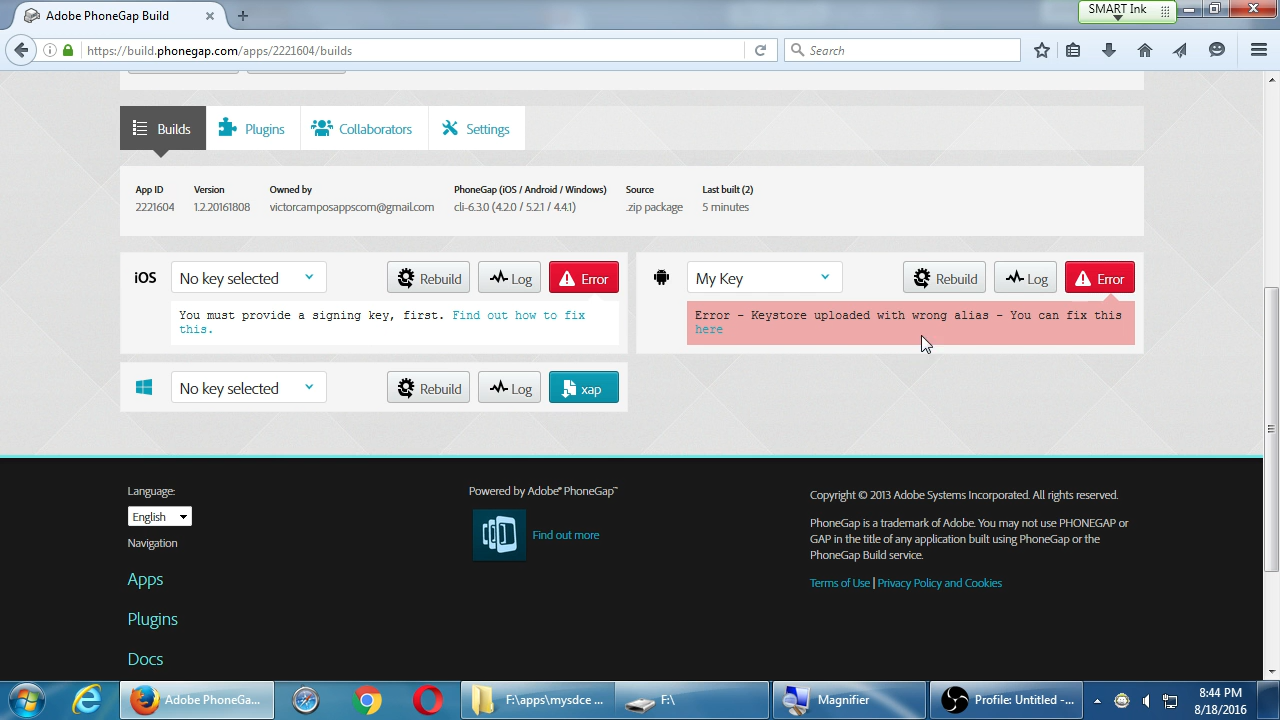 Adobe PhoneGap Build
SMART Ink
https://build.phonegap.com/apps/2221604/builds
Search
Builds
Plugins
Collaborators
Settings
App ID
Version
Owned by
PhoneGap (iOS / Android / Windows)
Source
Last built (2)
2221604
1.2.20161808
victorcamposappscom@gmail.com
cli-6.3.0 (4.2.0 / 5.2.1 / 4.4.1)
.zip package
5 minutes
iOS
No key selected
Rebuild
Log
Error
You must provide a signing key, first. Find out how to fix
this.
My Key
Rebuild
Log
Error
Error - Keystore uploaded with wrong alias - You can fix this
here
No key selected
Rebuild
Log
xap
Language:
English
Navigation
Apps
Plugins
Docs
Powered by Adobe® PhoneGap™
Find out more
Copyright © 2013 Adobe Systems Incorporated. All rights reserved.
PhoneGap is a trademark of Adobe. You may not use PHONEGAP or
GAP in the title of any application built using PhoneGap or the
PhoneGap Build service.
Terms of Use | Privacy Policy and Cookies
Adobe PhoneGa...
F:\apps\mysdce ...
F:\
Magnifier
Profile: Untitled -...
8:44 PM
8/18/2016